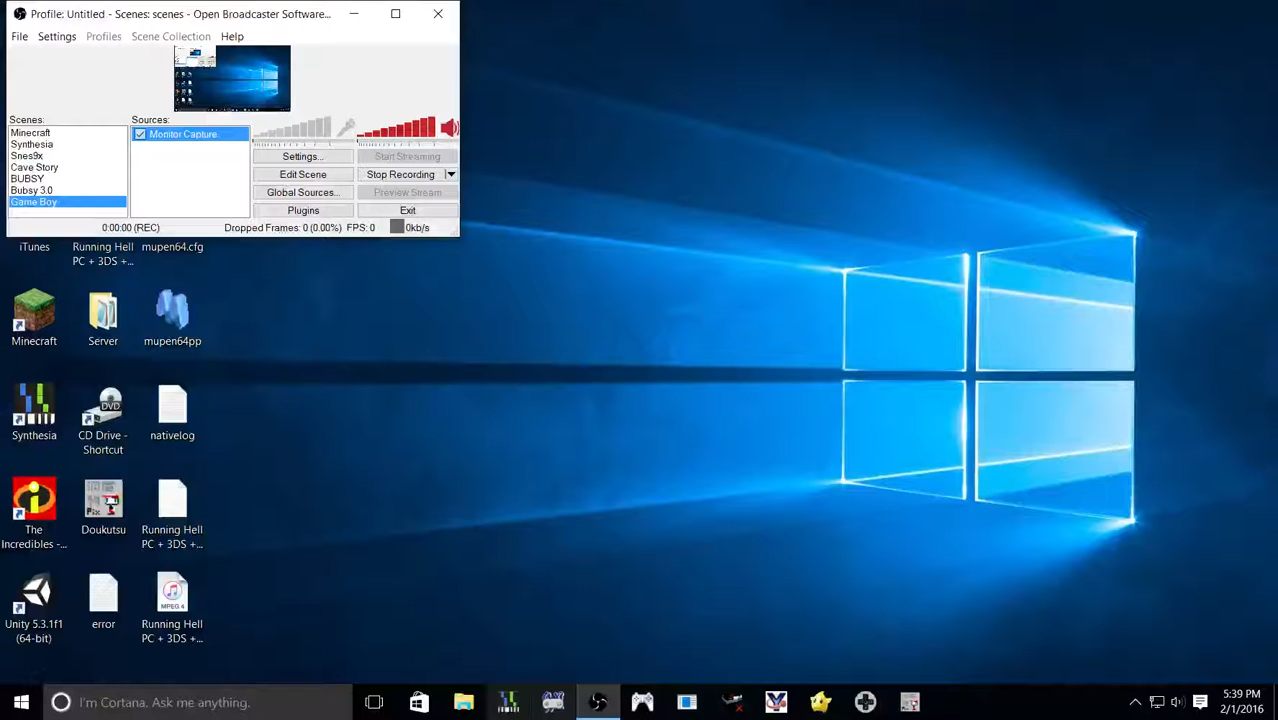 Profile: Untitled - Scenes: scenes - Open Broadcaster Software...
File Settings Profiles Scene Collection Help
Scenes:
Minecraft
Synthesia
Snes9x
Cave Story
BUBSY
Bubsy 3.0
Game Boy
Sources:
Monitor Capture
Settings...
Start Streaming
Edit Scene
Stop Recording
Global Sources...
Preview Stream
Plugins
Exit
0:00:00 (REC)
Dropped Frames: 0 (0.00%) FPS: 0
0kb/s
iTunes
Running Hell
PC + 3DS +...
mupen64.cfg
Minecraft
Server
mupen64pp
Synthesia
DVD
CD Drive -
Shortcut
nativelog
The
Incredibles -...
Doukutsu
Running Hell
PC + 3DS +...
Unity 5.3.1f1
(64-bit)
error
MPEG 4
Running Hell
PC + 3DS +...
I'm Cortana. Ask me anything.
5:39 PM
2/1/2016